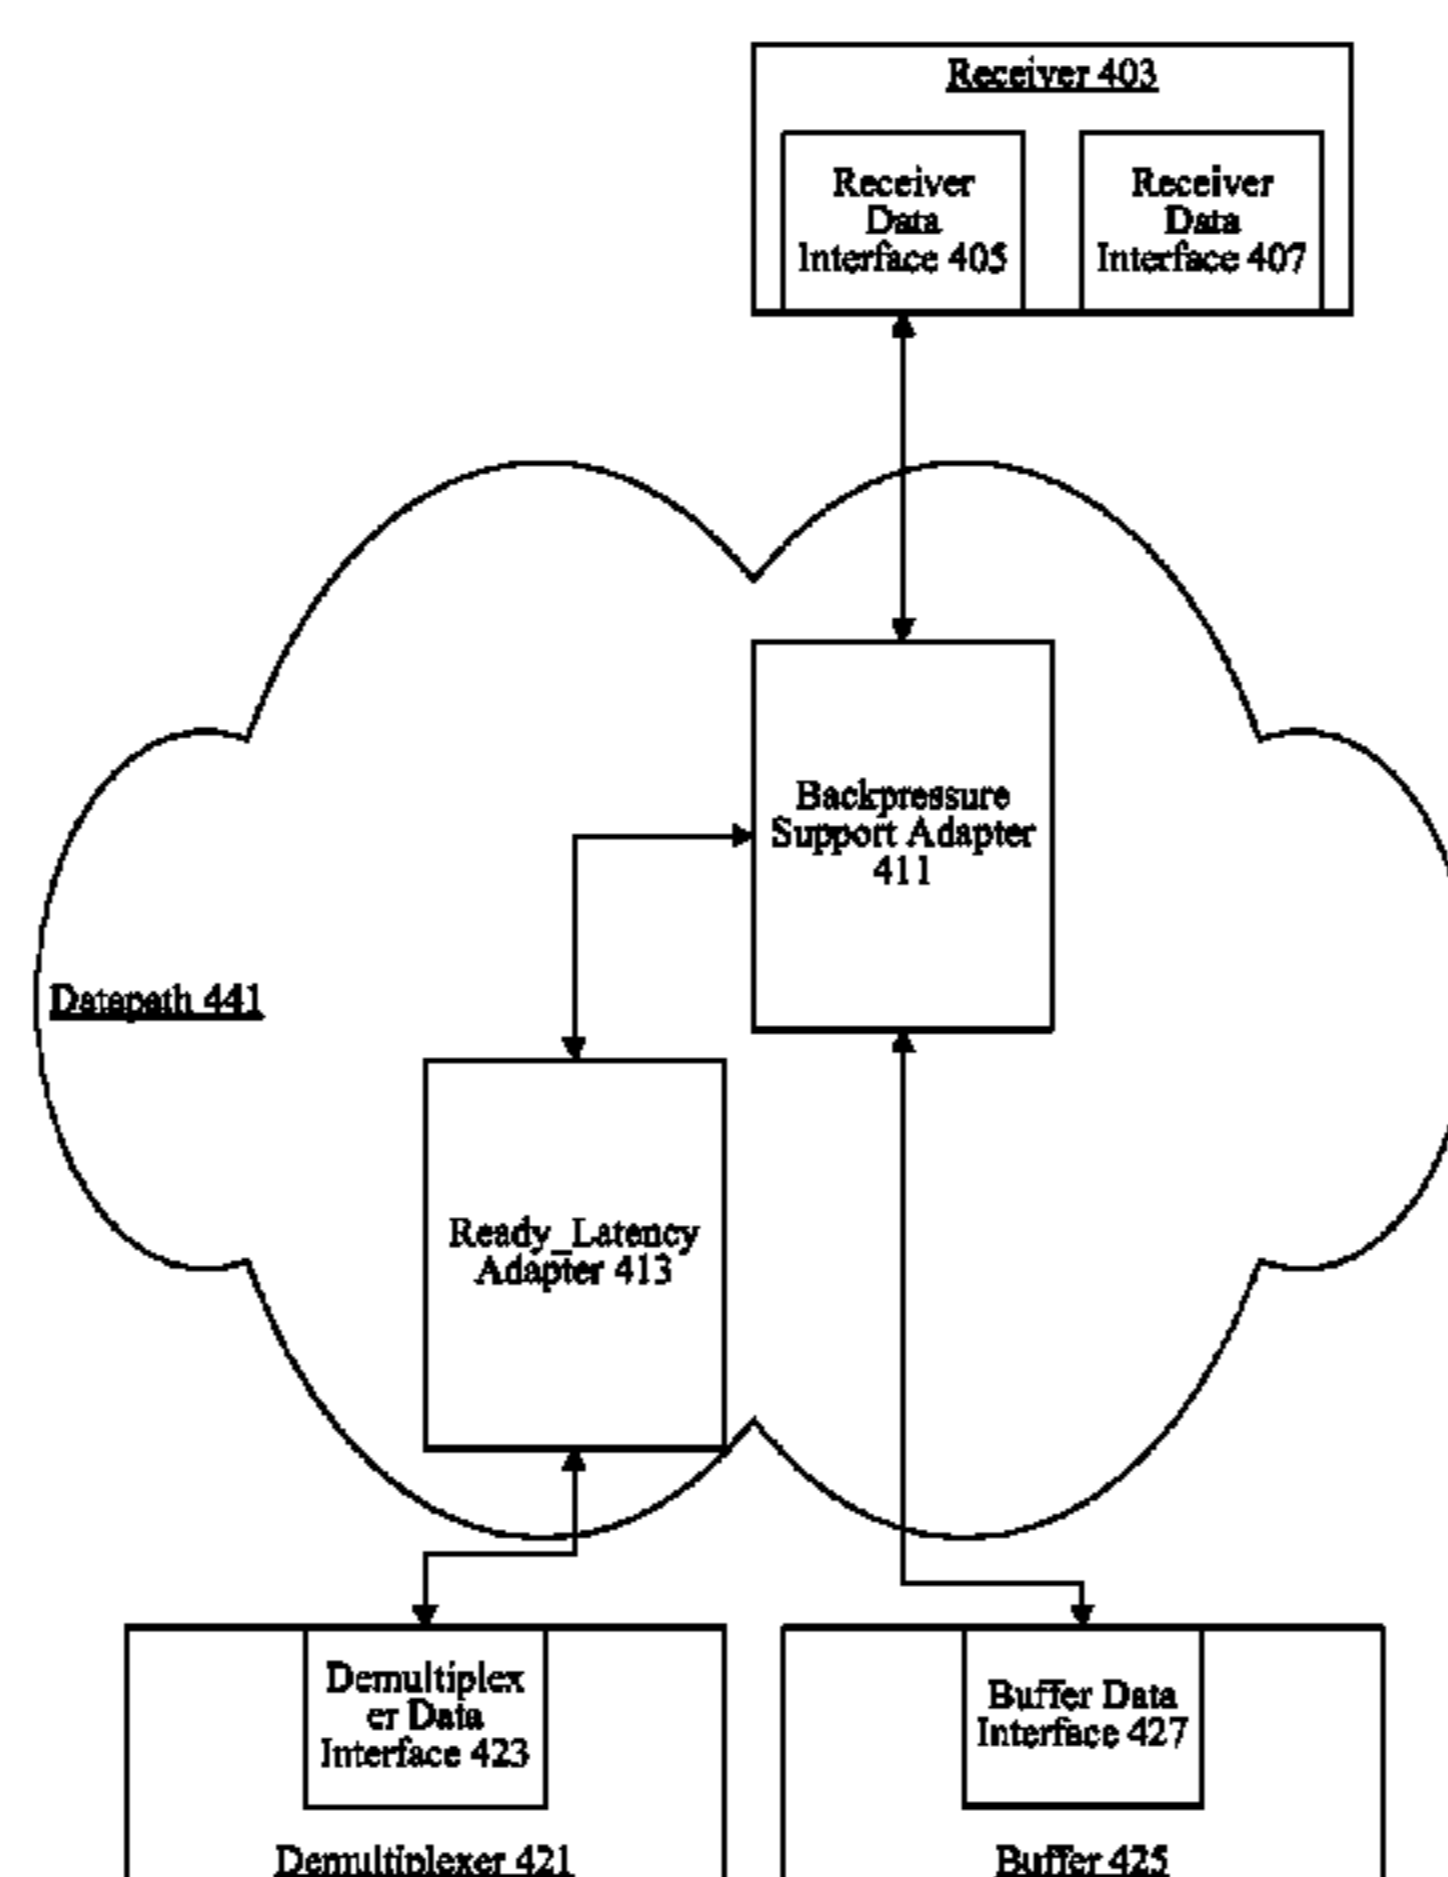 Receiver 403
Receiver
Data
Interface 405
Receiver
Data
Interface 407
Backpressure
Support Adapter
411
Datapath 441
Ready_Latency
Adapter 413
Demultiplex
er Data
Interface 423
Buffer Data
Interface 427
Demultiplexer 421
Buffer 425